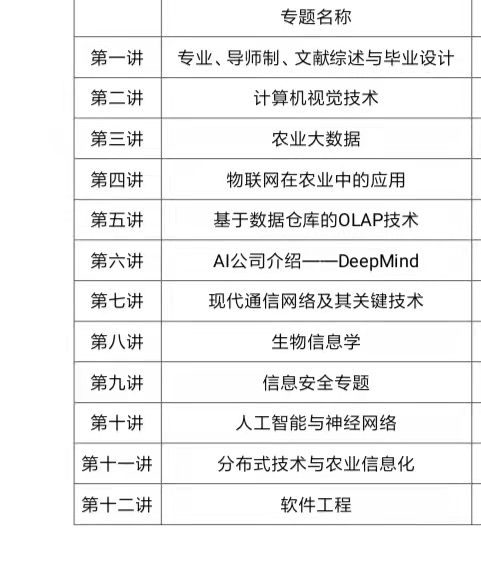 专题名称
第一讲 专业、导师制、文献综述与毕业设计
第二讲 计算机视觉技术
第三讲 农业大数据
第四讲 物联网在农业中的应用
第五讲 基于数据仓库的OLAP技术
第六讲 AI公司介绍——DeepMind
第七讲 现代通信网络及其关键技术
第八讲 生物信息学
第九讲 信息安全专题
第十讲 人工智能与神经网络
第十一讲 分布式技术与农业信息化
第十二讲 软件工程